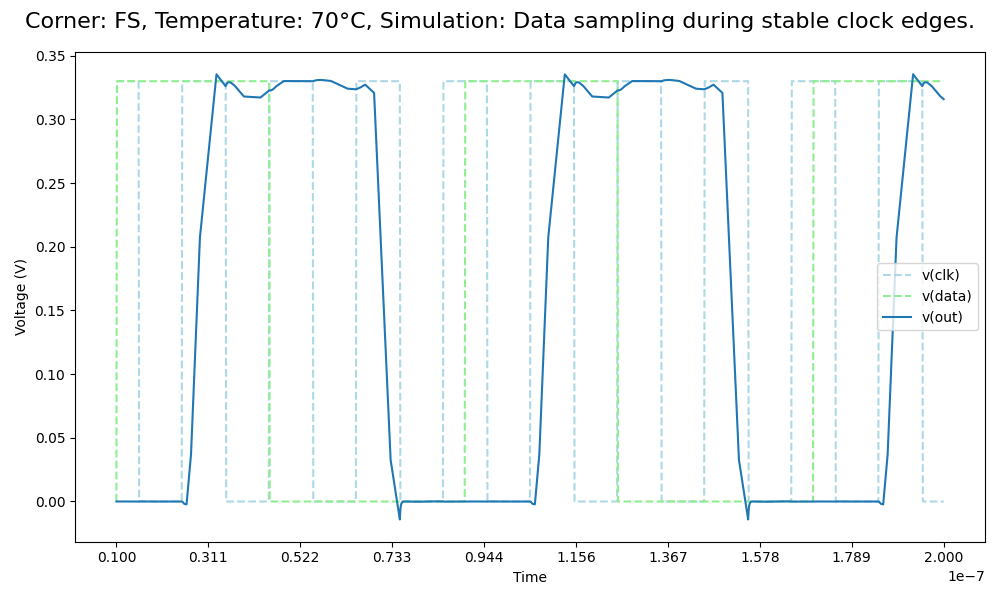 Corner: FS, Temperature: 70°C, Simulation: Data sampling during stable clock edges.
0.35
0.30
0.25
0.20
0.15
0.10
0.05
0.00
Voltage (V)
v(clk)
v(data)
v(out)
0.100 0.311 0.522 0.733 0.944 1.156 1.367 1.578 1.789 2.000
Time
1e−7